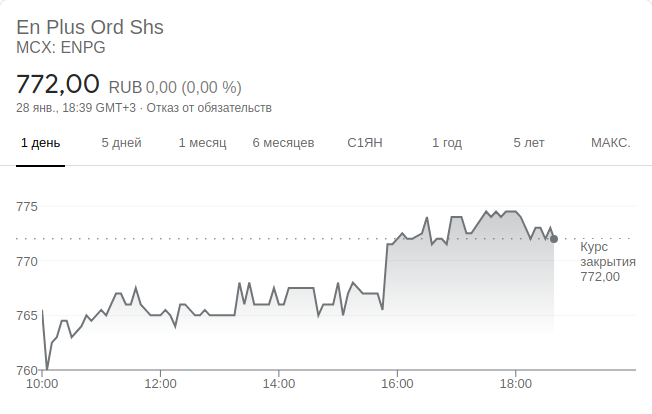 En Plus Ord Shs
MCX: ENPG
772,00 RUB 0,00 (0,00 %)
28 янв., 18:39 GMT+3 · Отказ от обязательств
1 день 5 дней 1 месяц 6 месяцев С1ЯН 1 год 5 лет МАКС.
775
770
765
760
Курс
закрытия
772,00
10:00 12:00 14:00 16:00 18:00